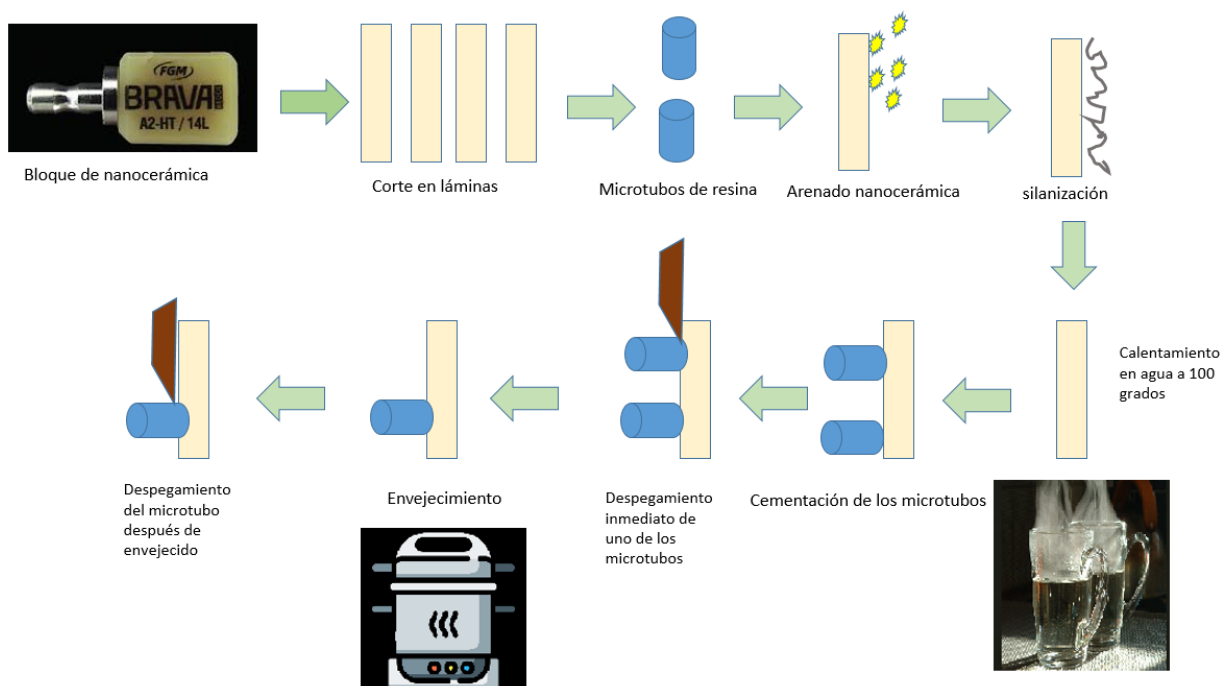 FGM
BRAVA
BLOCK
A2-HT / 14L
Bloque de nanocerámica
Corte en láminas
Microtubos de resina
Arenado nanocerámica
silanización
Calentamiento
en agua a 100
grados
Cementación de los microtubos
Despegamiento
inmediato de
uno de los
microtubos
Envejecimiento
Despegamiento
del microtubo
después de
envejecido